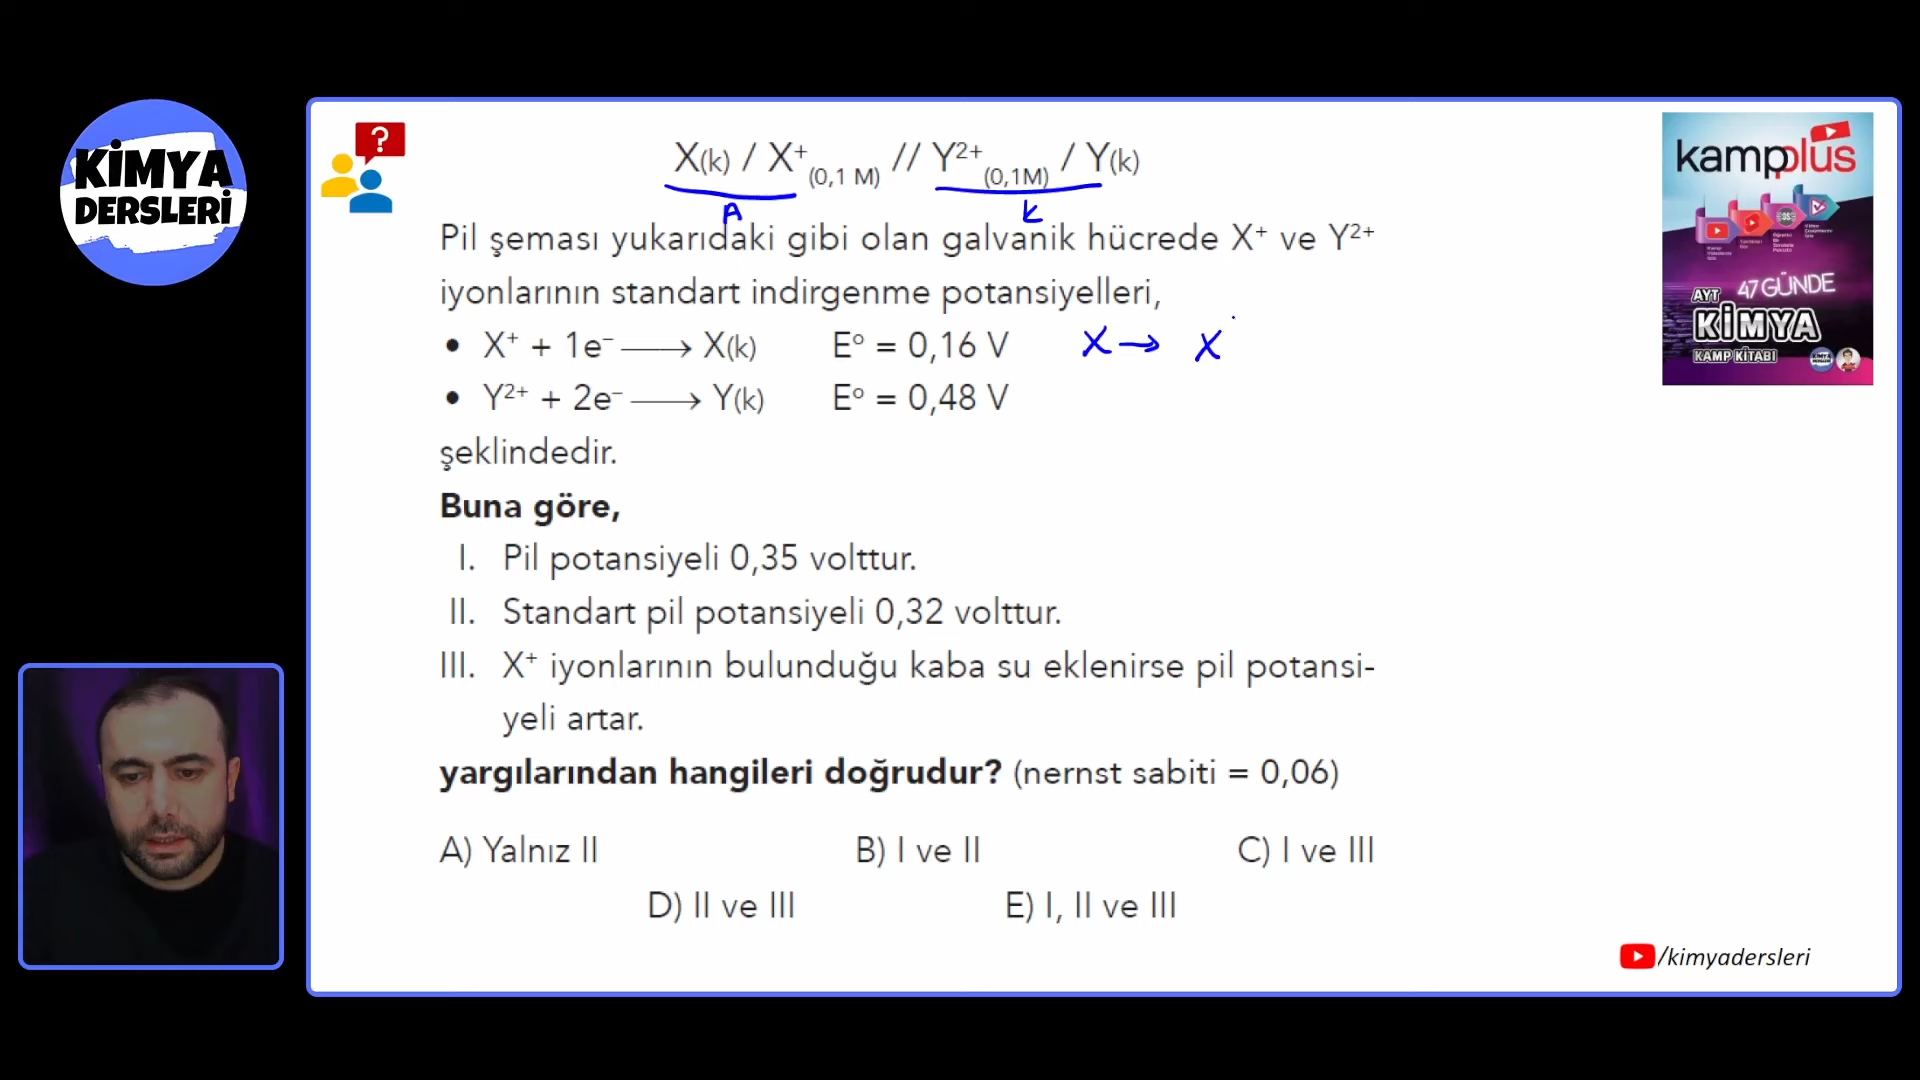 KİMYA
DERSLERİ
?
X(k) / X⁺(0,1 M) // Y²⁺(0,1M) / Y(k)
A K
Pil şeması yukarıdaki gibi olan galvanik hücrede X⁺ ve Y²⁺
iyonlarının standart indirgenme potansiyelleri,
• X⁺ + 1e⁻ ⟶ X(k) E° = 0,16 V X → X
• Y²⁺ + 2e⁻ ⟶ Y(k) E° = 0,48 V
şeklindedir.
Buna göre,
I. Pil potansiyeli 0,35 volttur.
II. Standart pil potansiyeli 0,32 volttur.
III. X⁺ iyonlarının bulunduğu kaba su eklenirse pil potansi-
yeli artar.
yargılarından hangileri doğrudur? (nernst sabiti = 0,06)
A) Yalnız II B) I ve II C) I ve III
D) II ve III E) I, II ve III
kampplus
47 GÜNDE
AYT
KİMYA
KAMP KİTABI
/kimyadersleri